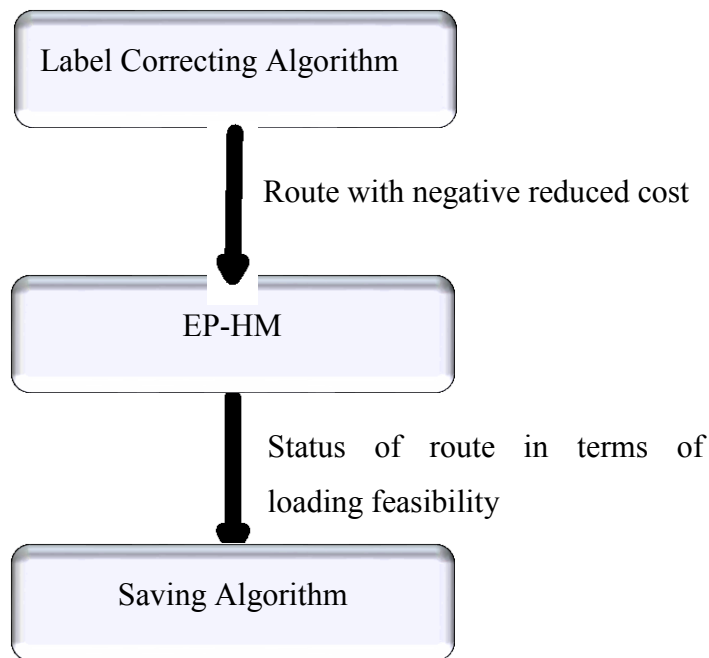 Label Correcting Algorithm
Route with negative reduced cost
EP-HM
Status of route in terms of
loading feasibility
Saving Algorithm